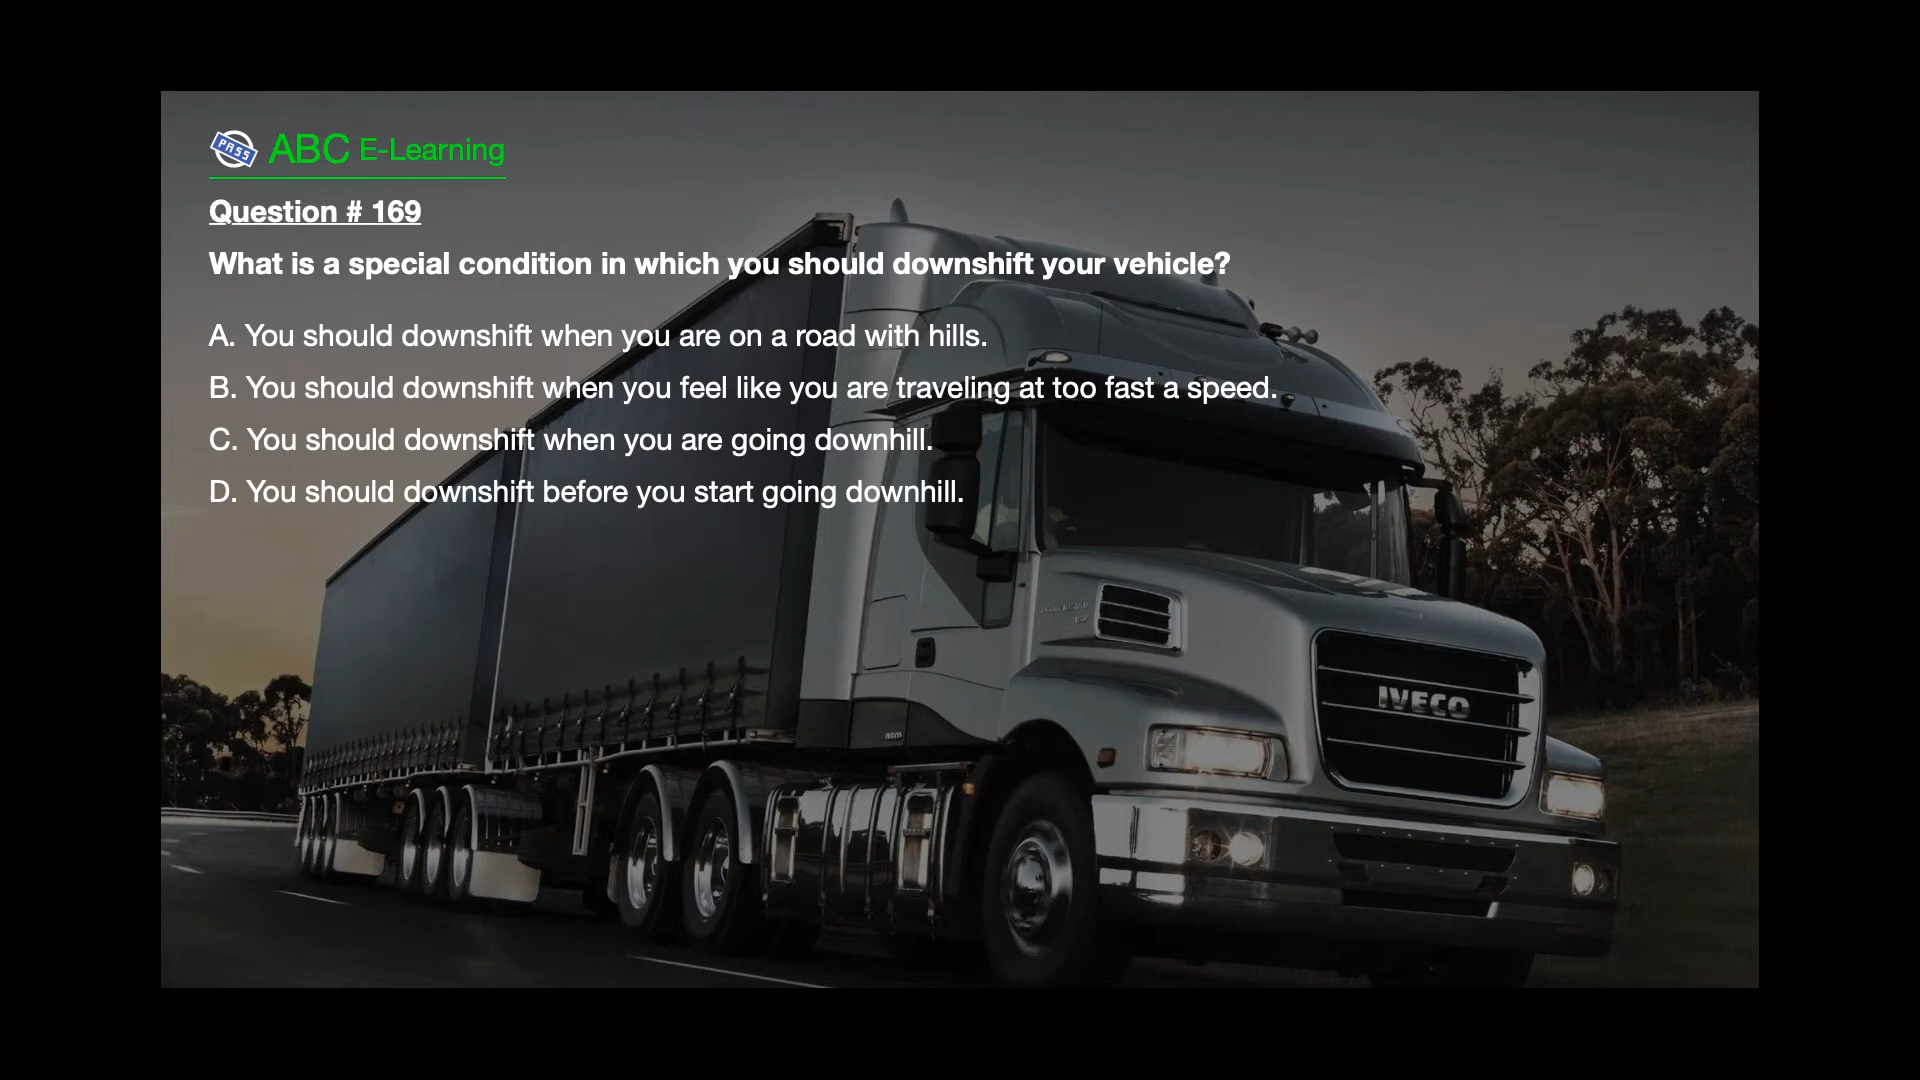 PASS ABC E-Learning
Question # 169
What is a special condition in which you should downshift your vehicle?
A. You should downshift when you are on a road with hills.
B. You should downshift when you feel like you are traveling at too fast a speed.
C. You should downshift when you are going downhill.
D. You should downshift before you start going downhill.
IVECO